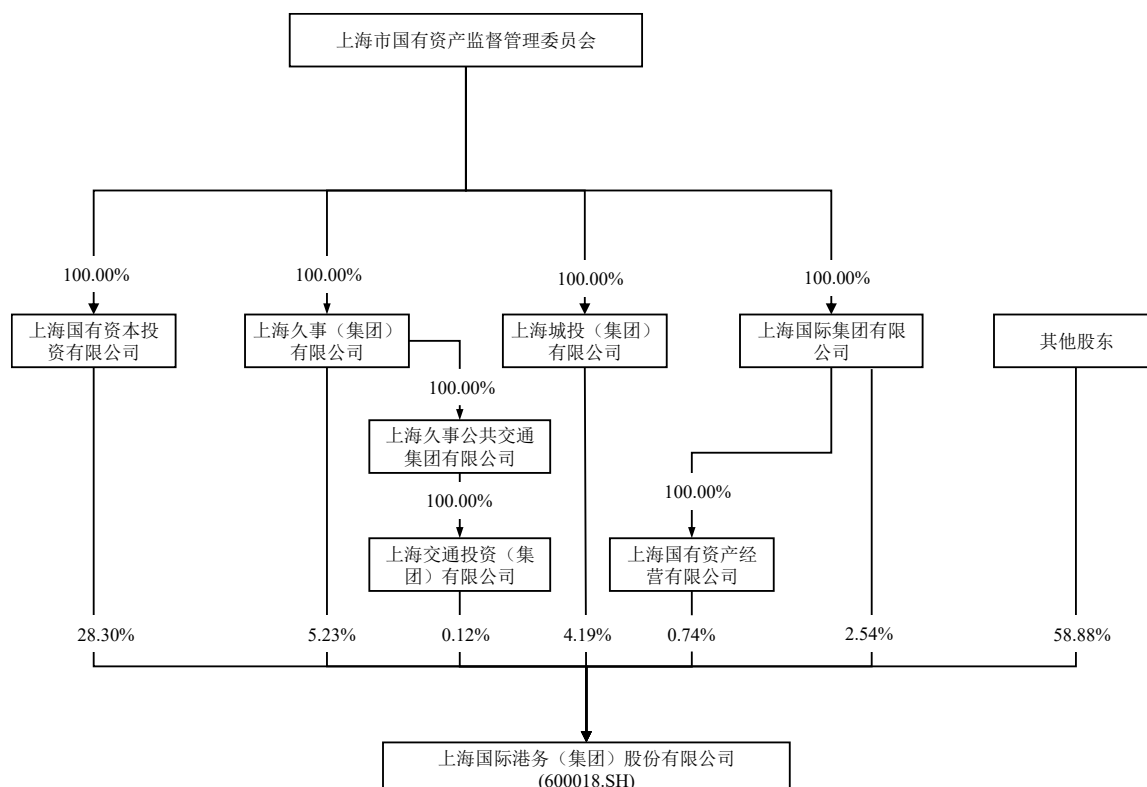 上海市国有资产监督管理委员会
100.00%
100.00%
100.00%
100.00%
上海国有资本投
资有限公司
上海久事（集团）
有限公司
上海城投（集团）
有限公司
上海国际集团有限
公司
其他股东
100.00%
上海久事公共交通
集团有限公司
100.00%
100.00%
上海交通投资（集
团）有限公司
上海国有资产经
营有限公司
28.30%
5.23%
0.12%
4.19%
0.74%
2.54%
58.88%
上海国际港务（集团）股份有限公司
(600018.SH)